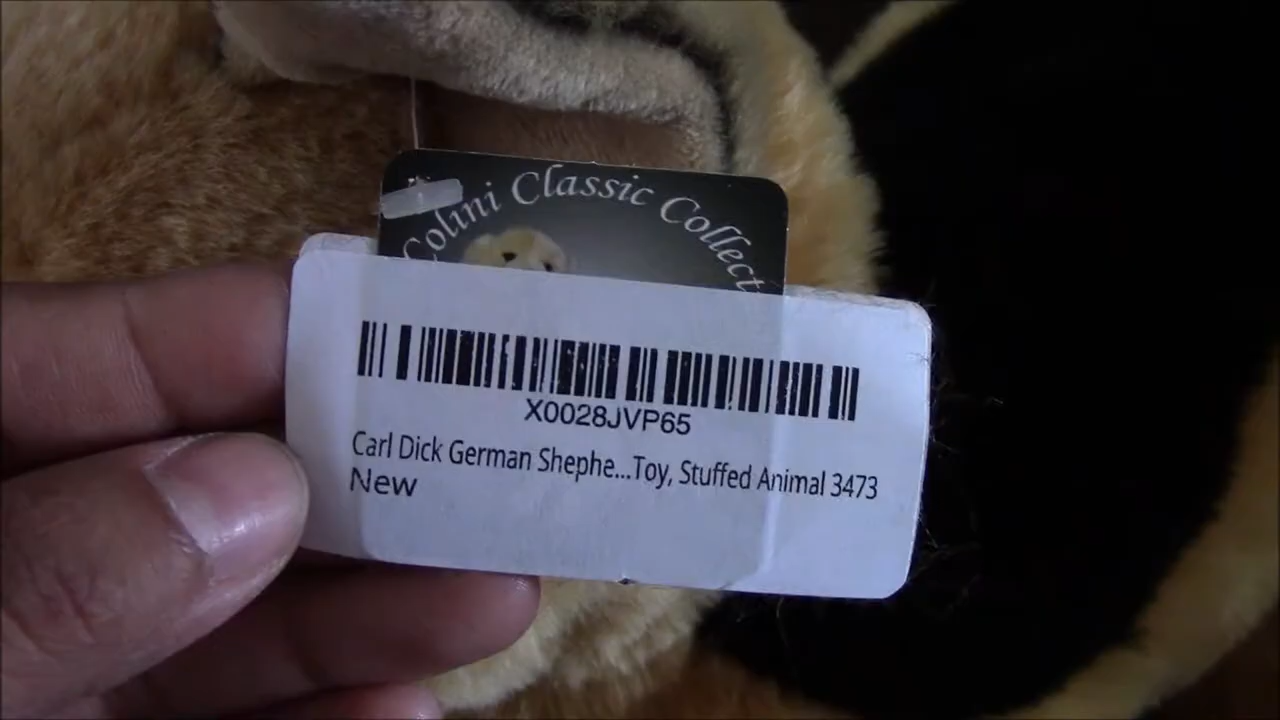 Colini Classic Collect
X0028JVP65
Carl Dick German Shephe...Toy, Stuffed Animal 3473
New